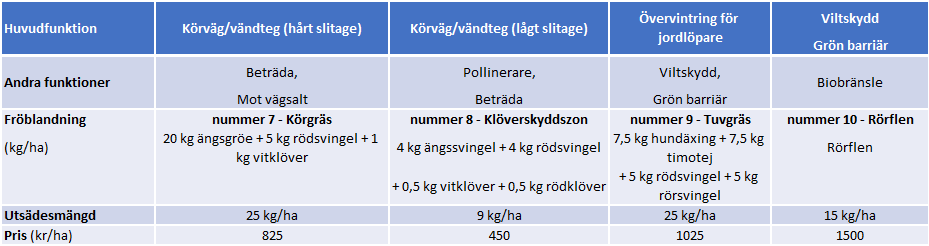 Huvudfunktion
Körväg/vändteg (hårt slitage)
Körväg/vändteg (lågt slitage)
Övervintring för
jordlöpare
Viltskydd
Grön barriär
Andra funktioner
Beträda,
Mot vägsalt
Pollinerare,
Beträda
Viltskydd,
Grön barriär
Biobränsle
Fröblandning
(kg/ha)
nummer 7 - Körgräs
20 kg ängsgröe + 5 kg rödsvingel + 1
kg vitklöver
nummer 8 - Klöverskyddszon
4 kg ängssvingel + 4 kg rödsvingel
+ 0,5 kg vitklöver + 0,5 kg rödklöver
nummer 9 - Tuvgräs
7,5 kg hundäxing + 7,5 kg
timotej
+ 5 kg rödsvingel + 5 kg
rörsvingel
nummer 10 - Rörflen
Rörflen
Utsädesmängd
25 kg/ha
9 kg/ha
25 kg/ha
15 kg/ha
Pris (kr/ha)
825
450
1025
1500